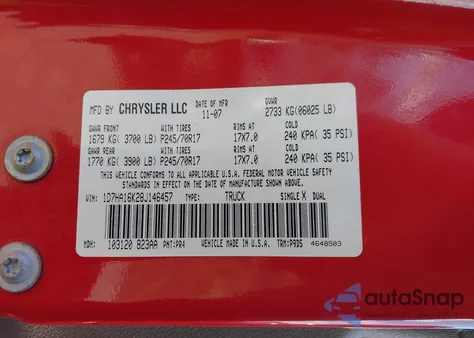 MFD BY CHRYSLER LLC DATE OF MFR 11-07 GVWR 2733 KG(06025 LB)
GAWR FRONT WITH TIRES RIMS AT COLD
1679 KG( 3700 LB) P245/70R17 17X7.0 240 KPA( 35 PSI)
GAWR REAR WITH TIRES RIMS AT COLD
1770 KG( 3900 LB) P245/70R17 17X7.0 240 KPA( 35 PSI)
THIS VEHICLE CONFORMS TO ALL APPLICABLE U.S.A. FEDERAL MOTOR VEHICLE SAFETY
STANDARDS IN EFFECT ON THE DATE OF MANUFACTURE SHOWN ABOVE.
VIN: 1D7HA16K28J146457 TYPE: TRUCK SINGLE X DUAL
MDH: 103120 823AA PNT:PR4 VEHICLE MADE IN U.S.A. TRM:P9D5 4648503
autoSnap